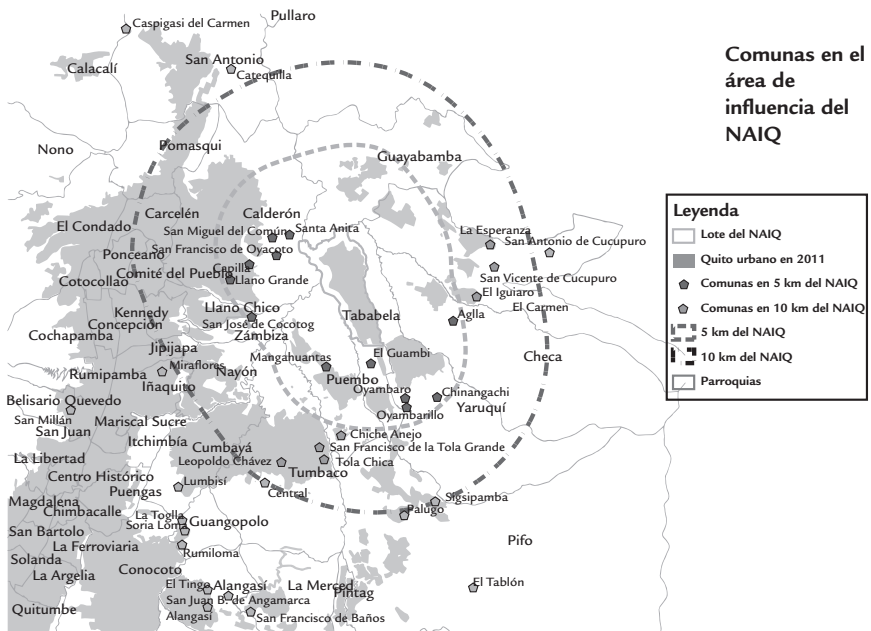 Caspigasi del Carmen
Pullaro
Comunas en el
área de
influencia del
NAIQ
San Antonio
Catequilla
Calacalí
Nono
Pomasqui
Guayabamba
Leyenda
Lote del NAIQ
Quito urbano en 2011
Comunas en 5 km del NAIQ
Comunas en 10 km del NAIQ
5 km del NAIQ
10 km del NAIQ
Parroquias
Carcelén
Calderón
El Condado
San Miguel del Común
Santa Anita
La Esperanza
San Antonio de Cucupuro
Ponceano
San Francisco de Oyacoto
Capilla
Comité del Pueblo
Llano Grande
San Vicente de Cucupuro
Cotocollao
El Iguiaro
El Carmen
Kennedy
Llano Chico
Concepción
San José de Cocotog
Tababela
Aglla
Cochapamba
Zámbiza
Jipijapa
Mangahuantas
El Guambi
Checa
Rumipamba
Miraflores
Nayón
Puembo
Iñaquito
Oyambaro
Chinangachi
Belisario Quevedo
Oyambarillo
Yaruquí
San Millán
San Juan
Mariscal Sucre
Itchimbía
Chiche Anejo
Cumbayá
San Francisco de la Tola Grande
La Libertad
Leopoldo Chávez
Tola Chica
Tumbaco
Centro Histórico
Puengas
Lumbisí
Central
Sigsipamba
Magdalena
Chimbacalle
La Toglla
Soria Loma
Guangopolo
Palugo
San Bartolo
La Ferroviaria
Rumiloma
Pifo
Solanda
La Argelia
Conocoto
El Tingo
Alangasí
La Merced
Pintag
El Tablón
San Juan B. de Angamarca
Quitumbe
Alangasí
San Francisco de Baños